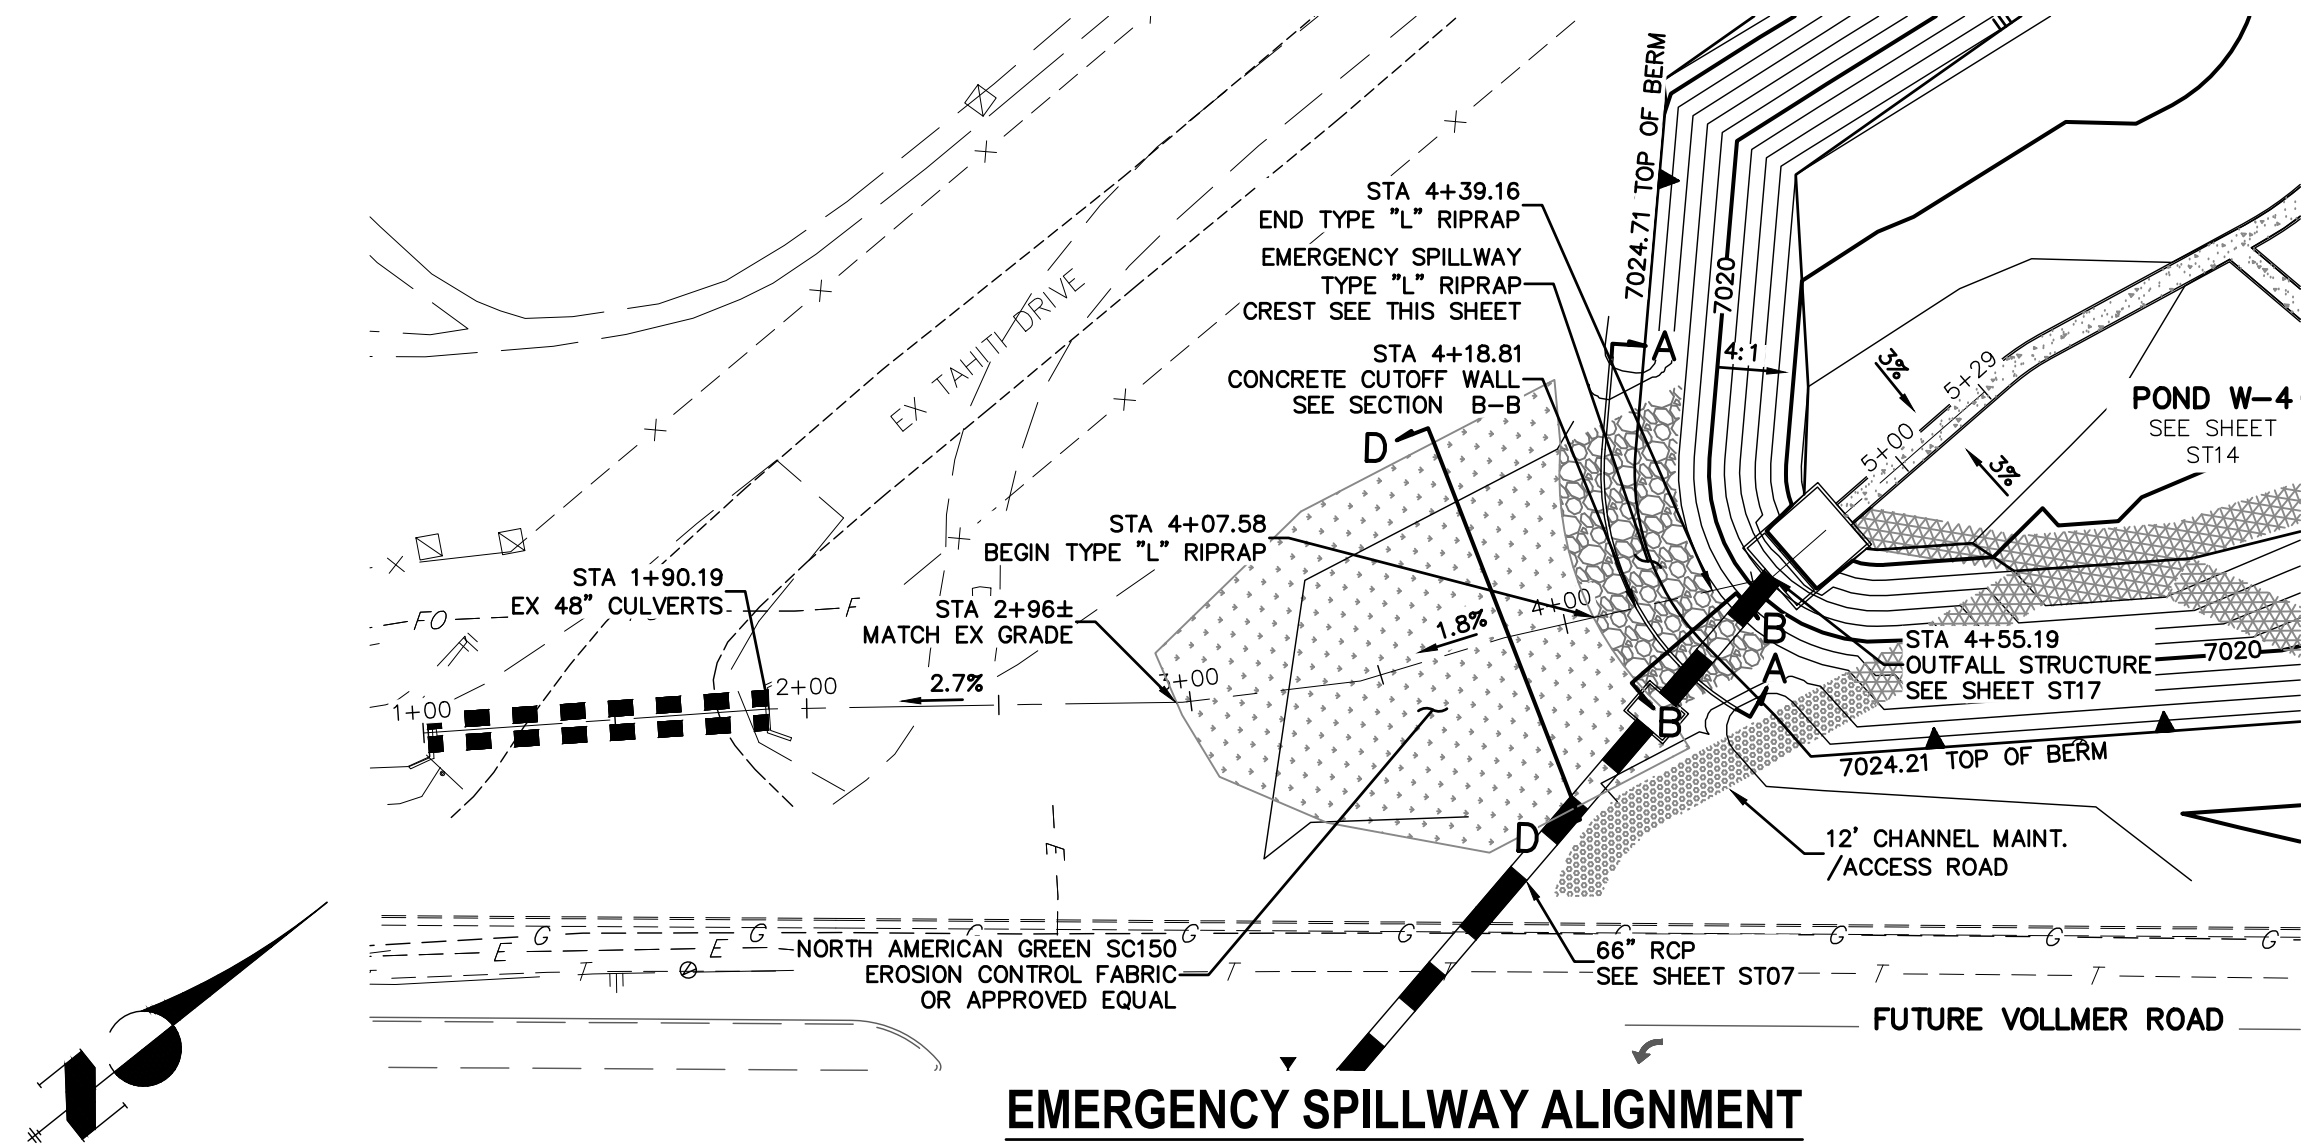 7024.71 TOP OF BERM
STA 4+39.16
END TYPE "L" RIPRAP
EMERGENCY SPILLWAY
TYPE "L" RIPRAP
CREST SEE THIS SHEET
7020
EX TAHITI DRIVE
A
4:1
STA 4+18.81
CONCRETE CUTOFF WALL
SEE SECTION B-B
3%
5+29
POND W-4
SEE SHEET
ST14
D
5+00
3%
STA 4+07.58
BEGIN TYPE "L" RIPRAP
STA 1+90.19
EX 48" CULVERTS
FO
F
STA 2+96±
MATCH EX GRADE
4+00
1.8%
B
STA 4+55.19
OUTFALL STRUCTURE
SEE SHEET ST17
7020
A
3+00
2.7%
2+00
1+00
B
7024.21 TOP OF BERM
D
12' CHANNEL MAINT.
/ACCESS ROAD
E
G G G G G G G G
E E
NORTH AMERICAN GREEN SC150
EROSION CONTROL FABRIC
OR APPROVED EQUAL
66" RCP
SEE SHEET ST07
T T T T T
FUTURE VOLLMER ROAD
EMERGENCY SPILLWAY ALIGNMENT